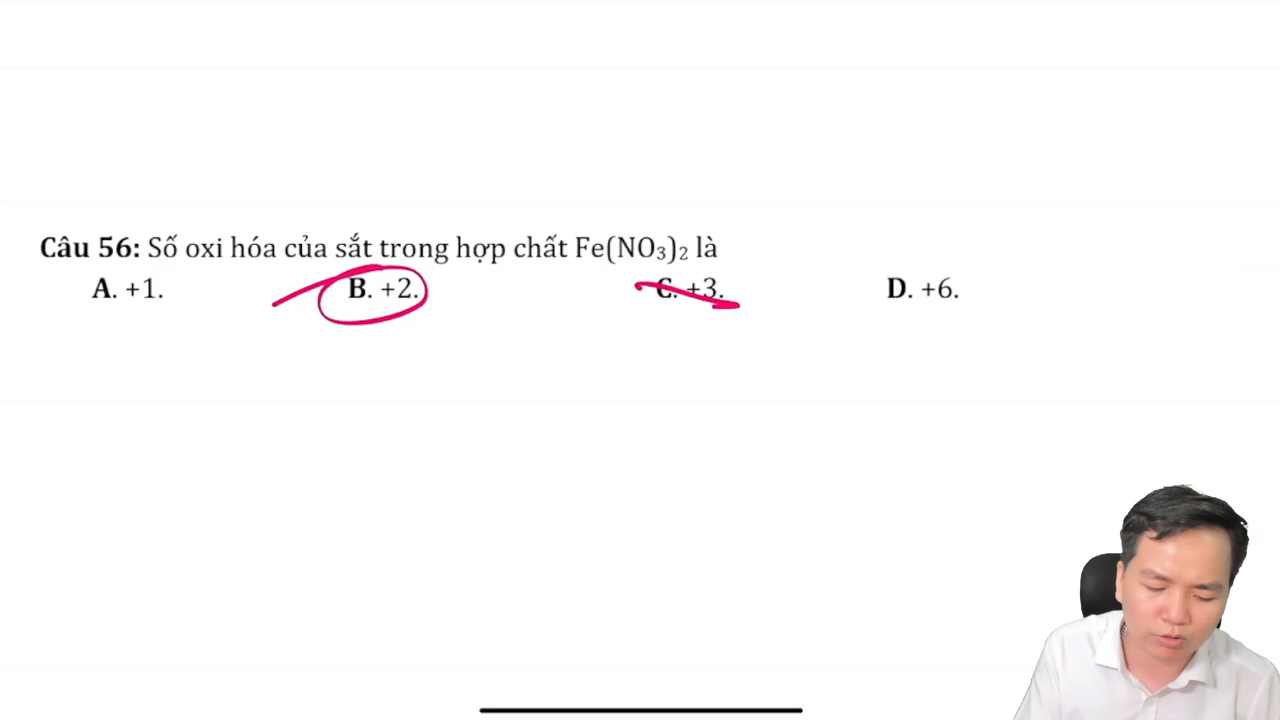 Câu 56: Số oxi hóa của sắt trong hợp chất Fe(NO₃)₂ là
A. +1. B. +2. C. +3. D. +6.